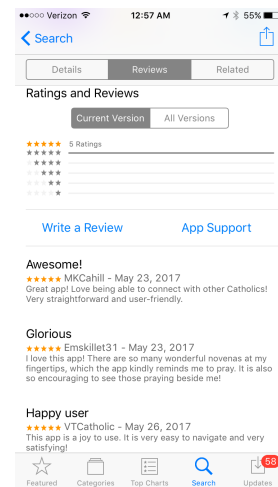 Verizon 12:57 AM 55%
Search
Details Reviews Related
Ratings and Reviews
Current Version All Versions
★★★★★ 5 Ratings
★★★★★
★★★★
★★★
★★
★
Write a Review App Support
Awesome!
★★★★★ MKCahill - May 23, 2017
Great app! Love being able to connect with other Catholics!
Very straightforward and user-friendly.
Glorious
★★★★★ Emskillet31 - May 23, 2017
I love this app! There are so many wonderful novenas at my
fingertips, which the app kindly reminds me to pray. It is also
so encouraging to see those praying beside me!
Happy user
★★★★★ VTCatholic - May 26, 2017
This app is a joy to use. It is very easy to navigate and very
satisfying!
58
Featured Categories Top Charts Search Updates